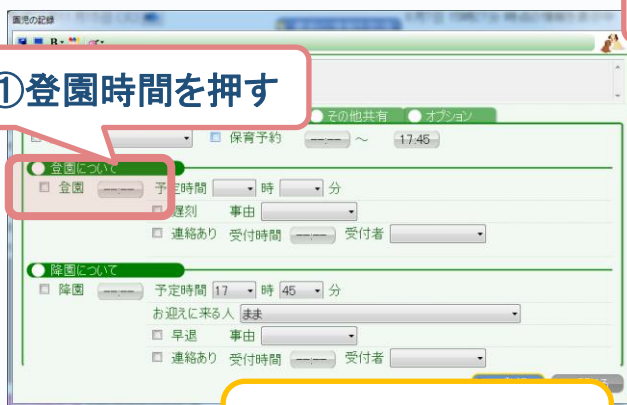 園児の記録
①登園時間を押す
その他共有 オプション
保育予約 --:-- ～ 17:45
登園について
登園 --:-- 予定時間 時 分
遅刻 事由
連絡あり 受付時間 --:-- 受付者
降園について
降園 --:-- 予定時間 17 時 45 分
お迎えに来る人 まま
早退 事由
連絡あり 受付時間 --:-- 受付者